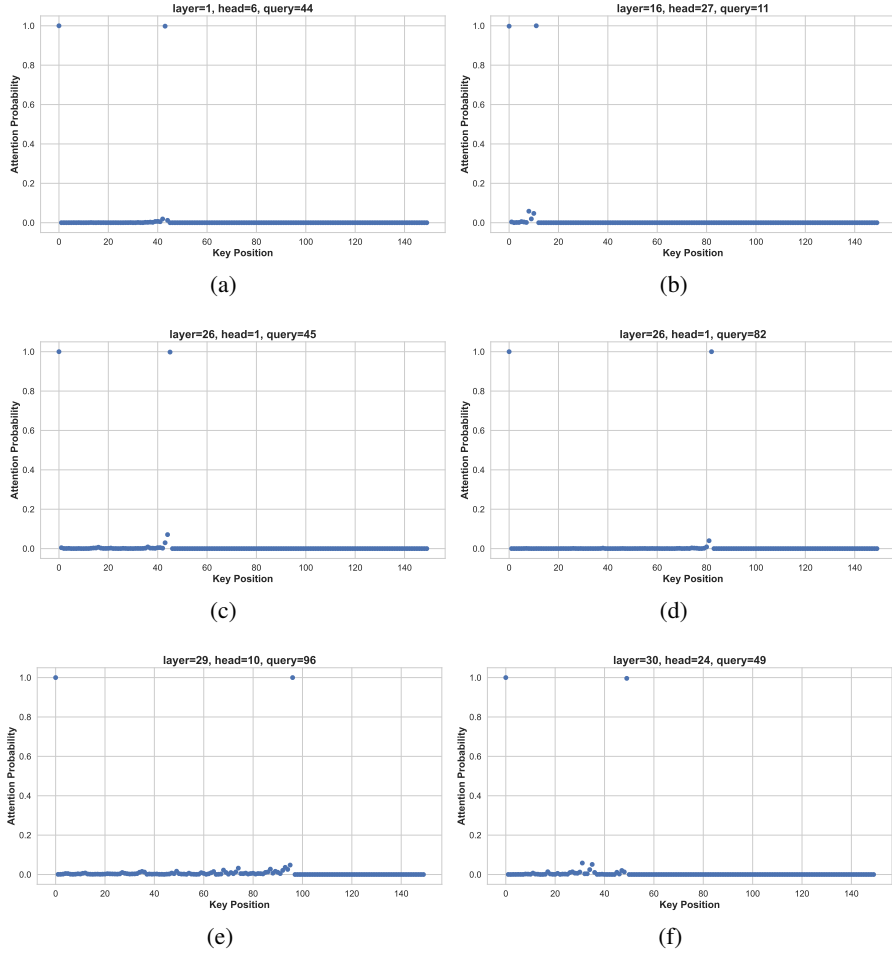 layer=1, head=6, query=44
1.0
0.8
0.6
0.4
0.2
0.0
Attention Probability
0 20 40 60 80 100 120 140
Key Position
(a)
layer=16, head=27, query=11
1.0
0.8
0.6
0.4
0.2
0.0
Attention Probability
0 20 40 60 80 100 120 140
Key Position
(b)
layer=26, head=1, query=45
1.0
0.8
0.6
0.4
0.2
0.0
Attention Probability
0 20 40 60 80 100 120 140
Key Position
(c)
layer=26, head=1, query=82
1.0
0.8
0.6
0.4
0.2
0.0
Attention Probability
0 20 40 60 80 100 120 140
Key Position
(d)
layer=29, head=10, query=96
1.0
0.8
0.6
0.4
0.2
0.0
Attention Probability
0 20 40 60 80 100 120 140
Key Position
(e)
layer=30, head=24, query=49
1.0
0.8
0.6
0.4
0.2
0.0
Attention Probability
0 20 40 60 80 100 120 140
Key Position
(f)